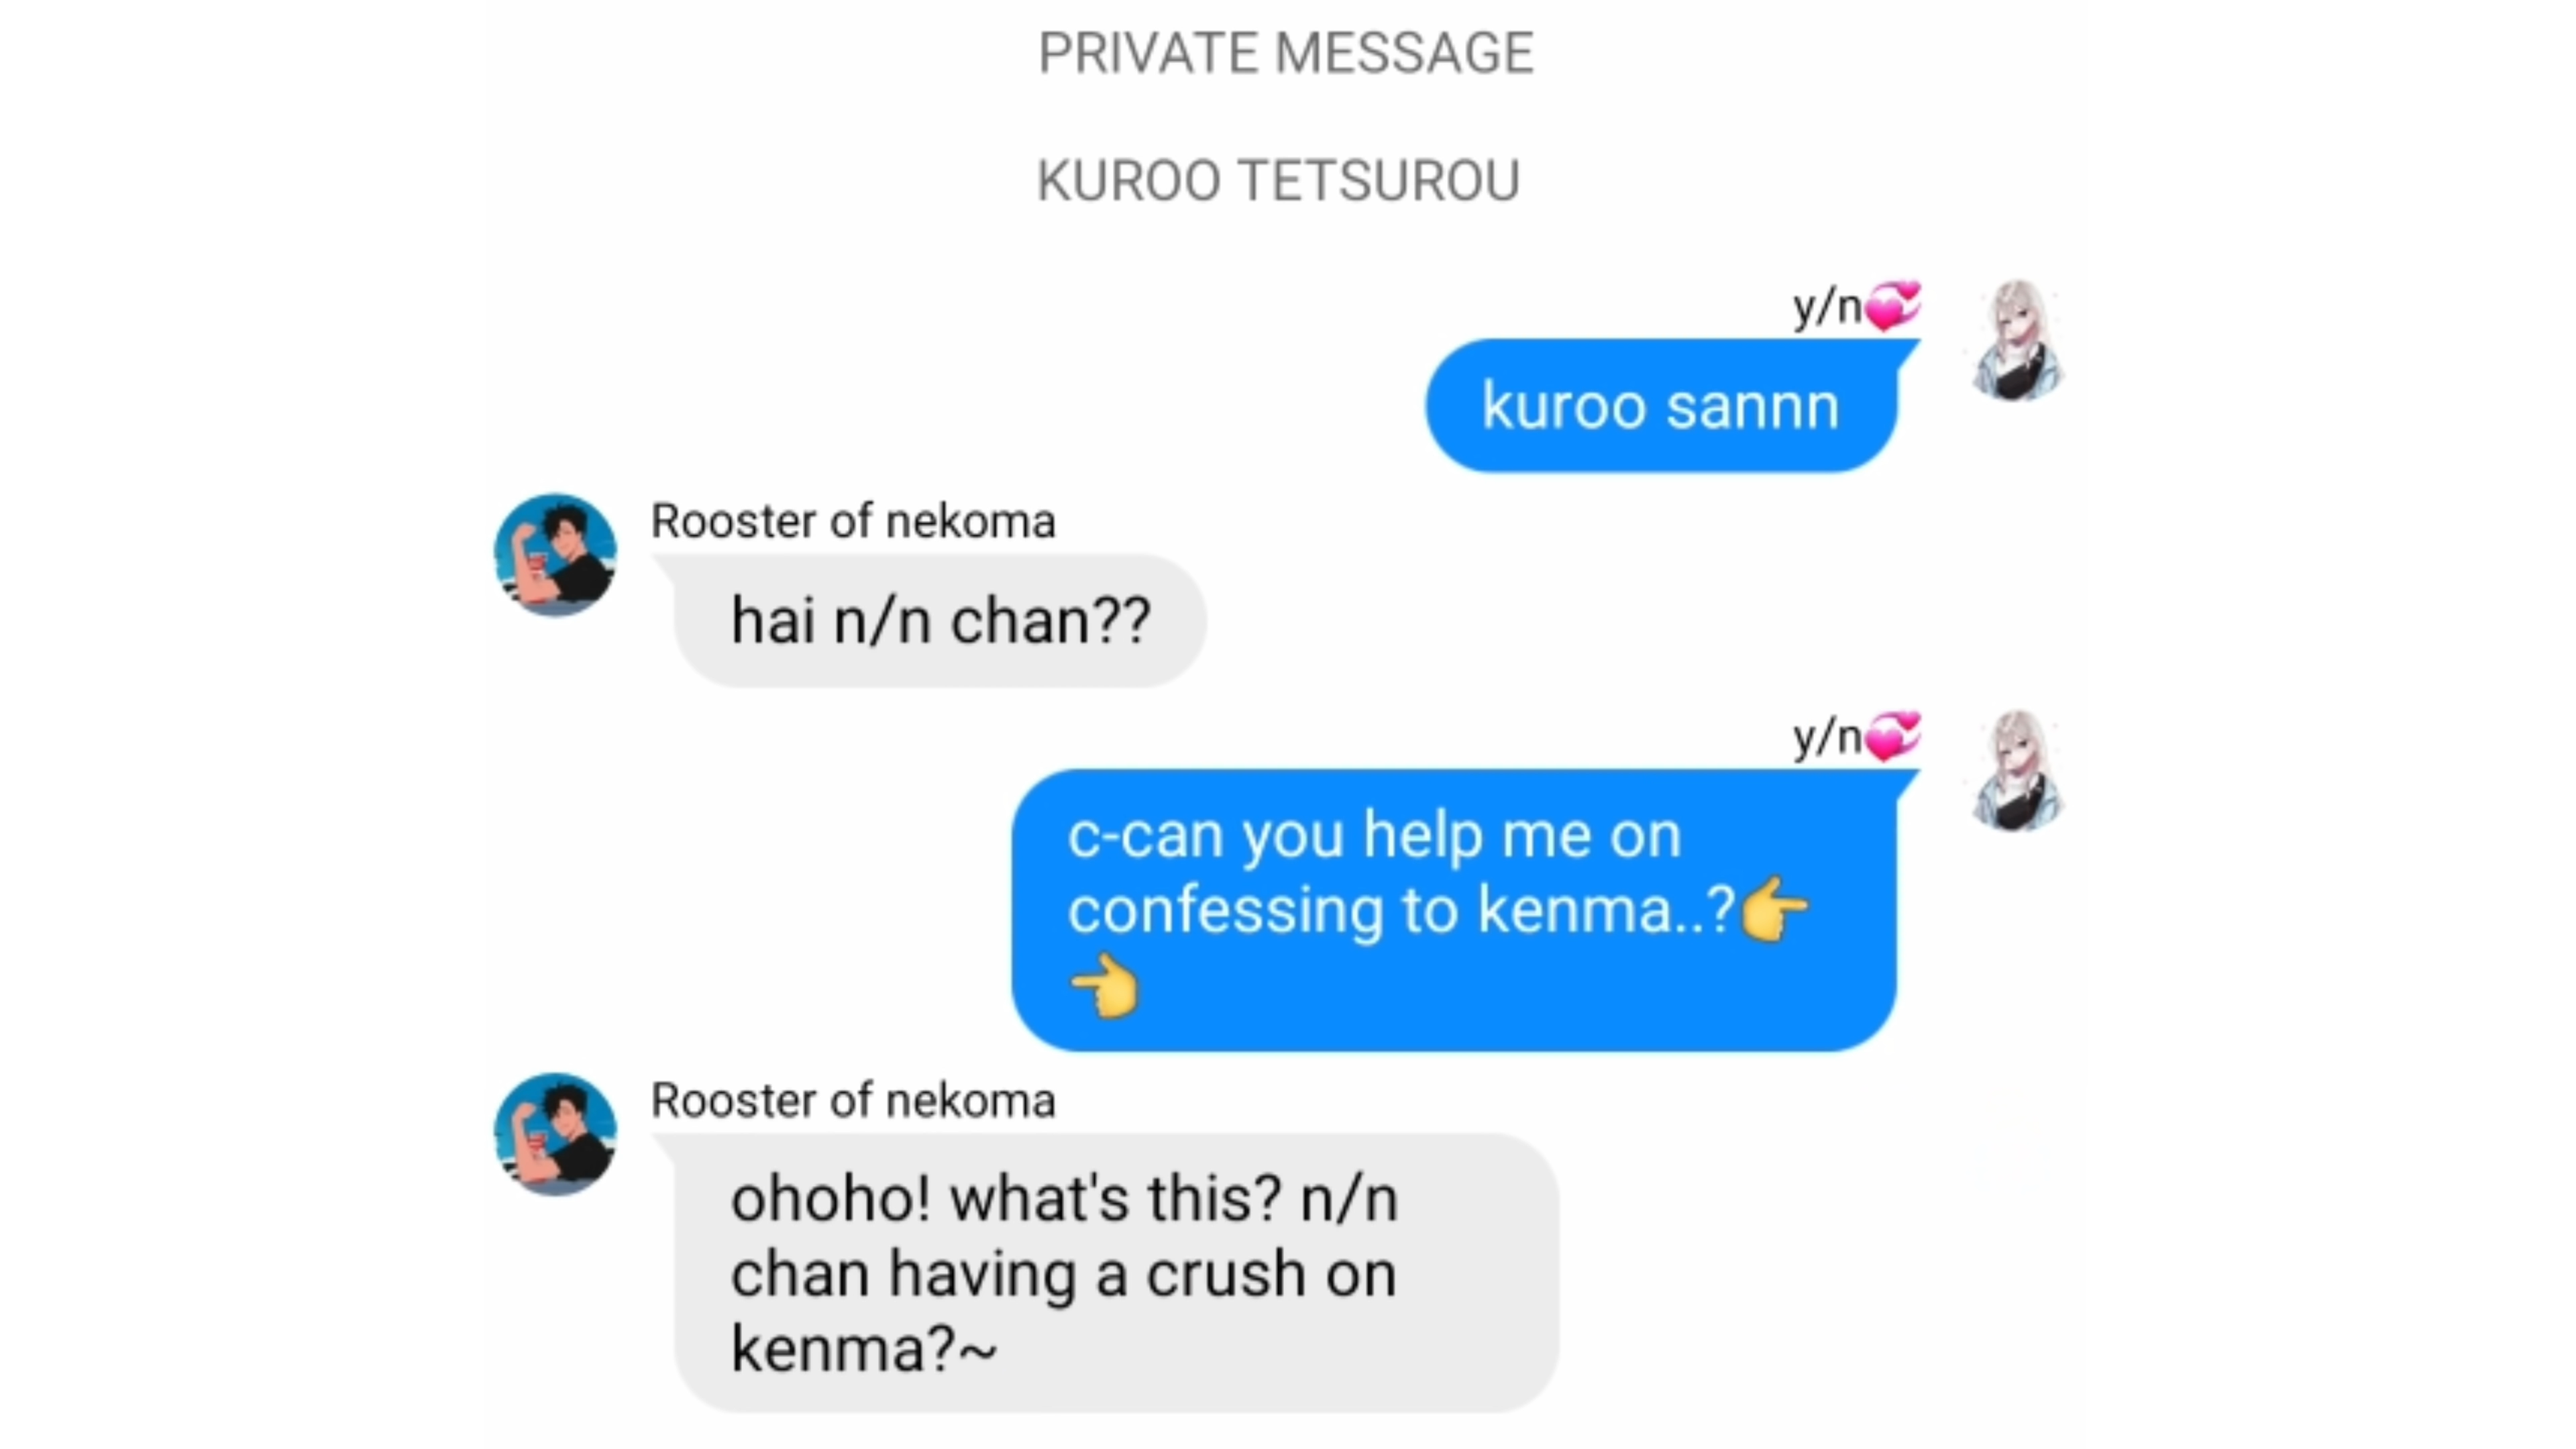 PRIVATE MESSAGE
KUROO TETSUROU
y/n💞
kuroo sannn
Rooster of nekoma
hai n/n chan??
y/n💞
c-can you help me on
confessing to kenma..?👉
👈
Rooster of nekoma
ohoho! what's this? n/n
chan having a crush on
kenma?~